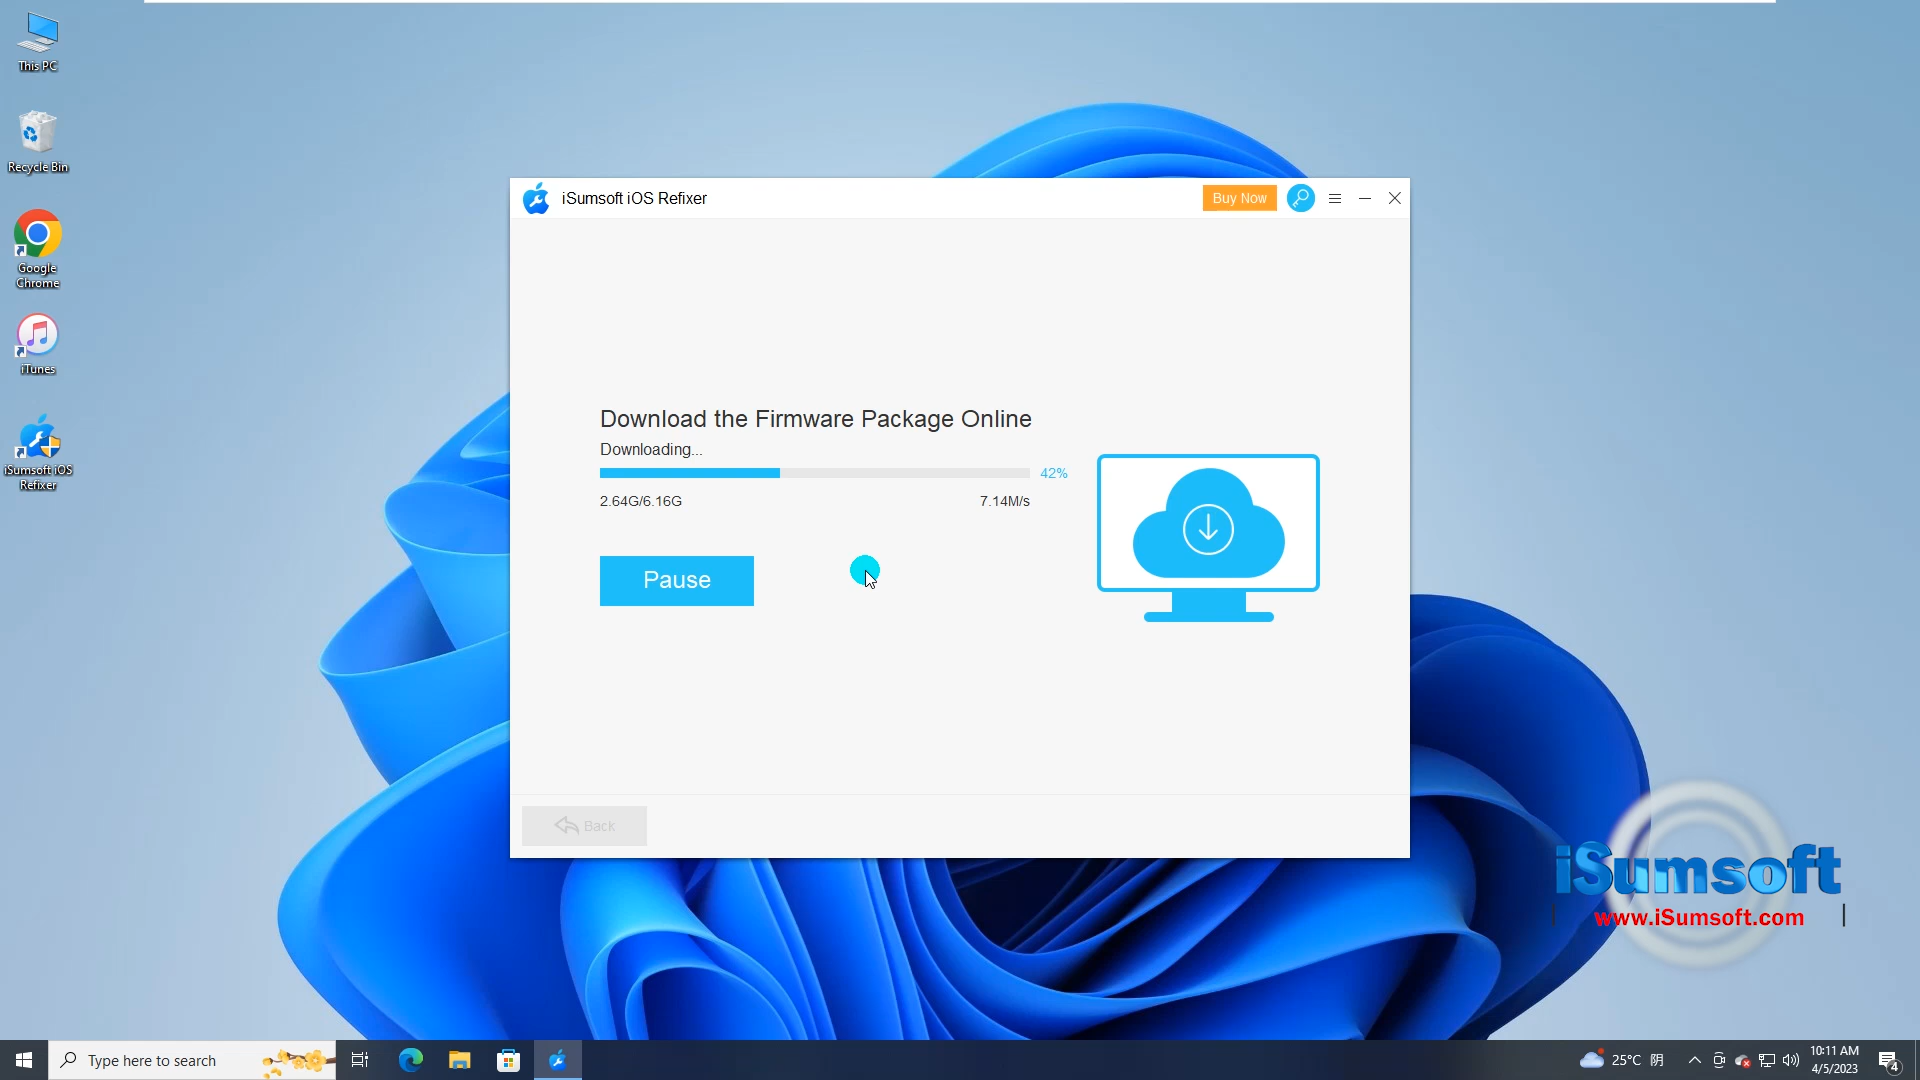 This PC
Recycle Bin
Google
Chrome
iTunes
iSumsoft iOS
Refixer
iSumsoft iOS Refixer
Buy Now
Download the Firmware Package Online
Downloading...
42%
2.64G/6.16G
7.14M/s
Pause
Back
iSumsoft
www.iSumsoft.com
Type here to search
25°C 阴
10:11 AM
4/5/2023
4